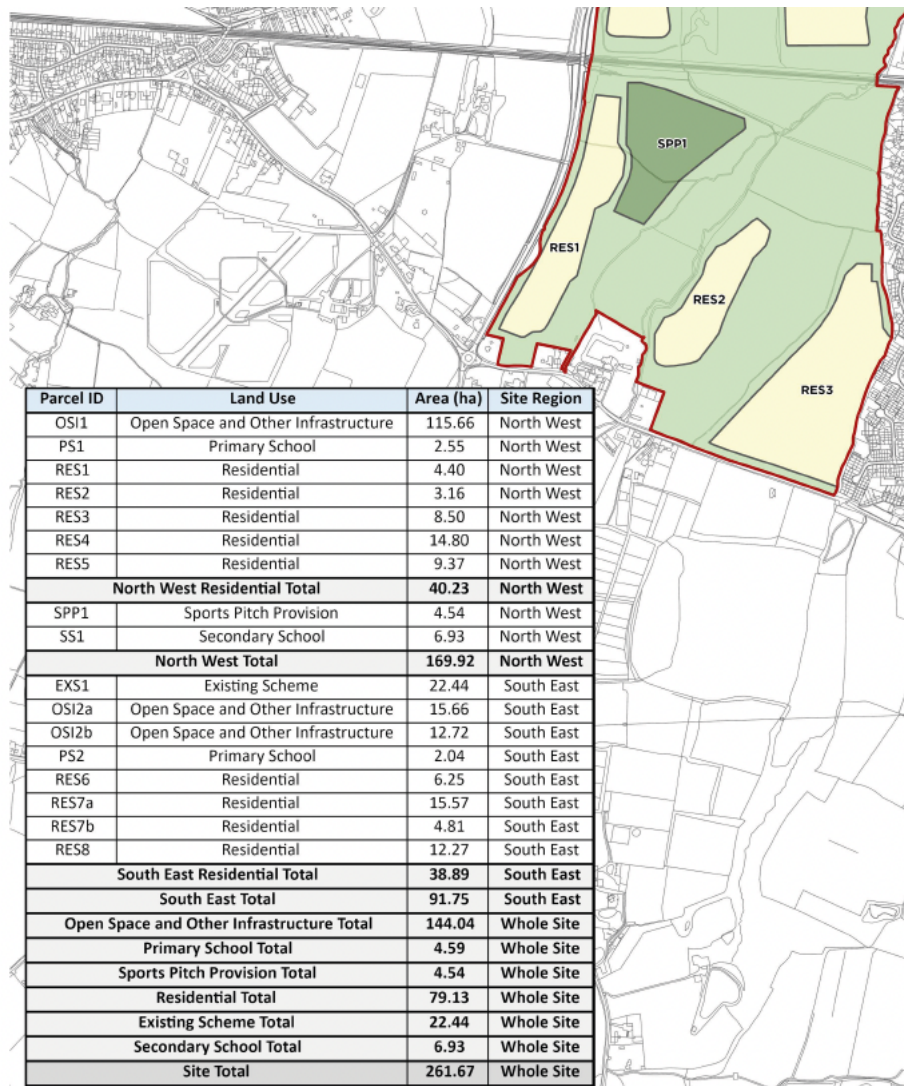 SPP1
RES1
RES2
RES3
Parcel ID Land Use Area (ha) Site Region
OSI1 Open Space and Other Infrastructure 115.66 North West
PS1 Primary School 2.55 North West
RES1 Residential 4.40 North West
RES2 Residential 3.16 North West
RES3 Residential 8.50 North West
RES4 Residential 14.80 North West
RES5 Residential 9.37 North West
North West Residential Total 40.23 North West
SPP1 Sports Pitch Provision 4.54 North West
SS1 Secondary School 6.93 North West
North West Total 169.92 North West
EXS1 Existing Scheme 22.44 South East
OSI2a Open Space and Other Infrastructure 15.66 South East
OSI2b Open Space and Other Infrastructure 12.72 South East
PS2 Primary School 2.04 South East
RES6 Residential 6.25 South East
RES7a Residential 15.57 South East
RES7b Residential 4.81 South East
RES8 Residential 12.27 South East
South East Residential Total 38.89 South East
South East Total 91.75 South East
Open Space and Other Infrastructure Total 144.04 Whole Site
Primary School Total 4.59 Whole Site
Sports Pitch Provision Total 4.54 Whole Site
Residential Total 79.13 Whole Site
Existing Scheme Total 22.44 Whole Site
Secondary School Total 6.93 Whole Site
Site Total 261.67 Whole Site